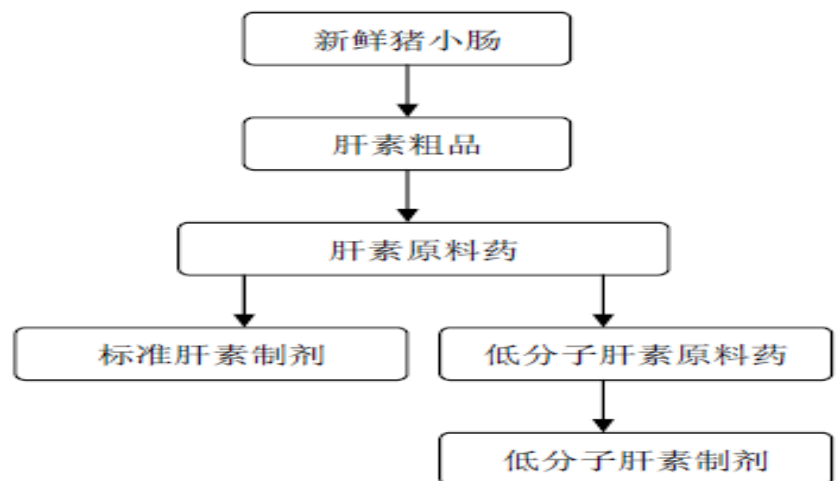 新鲜猪小肠
肝素粗品
肝素原料药
标准肝素制剂
低分子肝素原料药
低分子肝素制剂